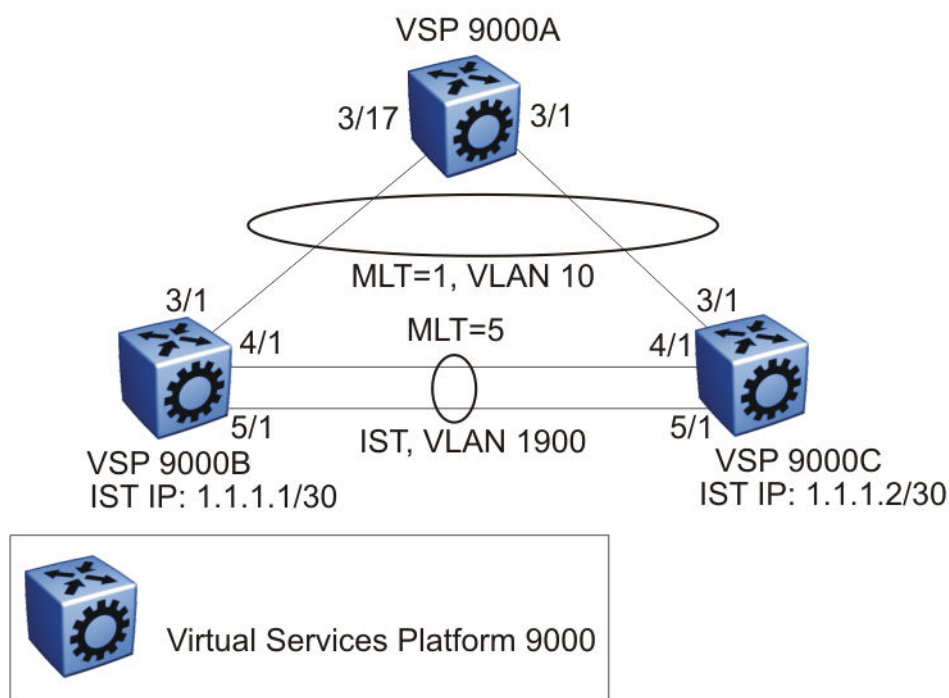 VSP 9000A
3/17
3/1
MLT=1, VLAN 10
3/1
3/1
MLT=5
4/1
4/1
5/1
5/1
IST, VLAN 1900
VSP 9000B
IST IP: 1.1.1.1/30
VSP 9000C
IST IP: 1.1.1.2/30
Virtual Services Platform 9000